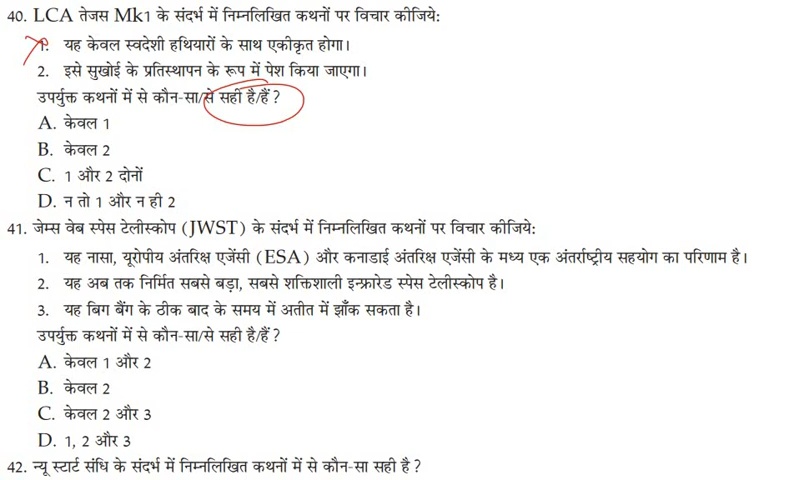 40. LCA तेजस Mk1 के संदर्भ में निम्नलिखित कथनों पर विचार कीजिये:
1. यह केवल स्वदेशी हथियारों के साथ एकीकृत होगा।
2. इसे सुखोई के प्रतिस्थापन के रूप में पेश किया जाएगा।
उपर्युक्त कथनों में से कौन-सा/से सही है/हैं?
A. केवल 1
B. केवल 2
C. 1 और 2 दोनों
D. न तो 1 और न ही 2
41. जेम्स वेब स्पेस टेलीस्कोप (JWST) के संदर्भ में निम्नलिखित कथनों पर विचार कीजिये:
1. यह नासा, यूरोपीय अंतरिक्ष एजेंसी (ESA) और कनाडाई अंतरिक्ष एजेंसी के मध्य एक अंतर्राष्ट्रीय सहयोग का परिणाम है।
2. यह अब तक निर्मित सबसे बड़ा, सबसे शक्तिशाली इन्फ्रारेड स्पेस टेलीस्कोप है।
3. यह बिग बैंग के ठीक बाद के समय में अतीत में झाँक सकता है।
उपर्युक्त कथनों में से कौन-सा/से सही है/हैं?
A. केवल 1 और 2
B. केवल 2
C. केवल 2 और 3
D. 1, 2 और 3
42. न्यू स्टार्ट संधि के संदर्भ में निम्नलिखित कथनों में से कौन-सा सही है?